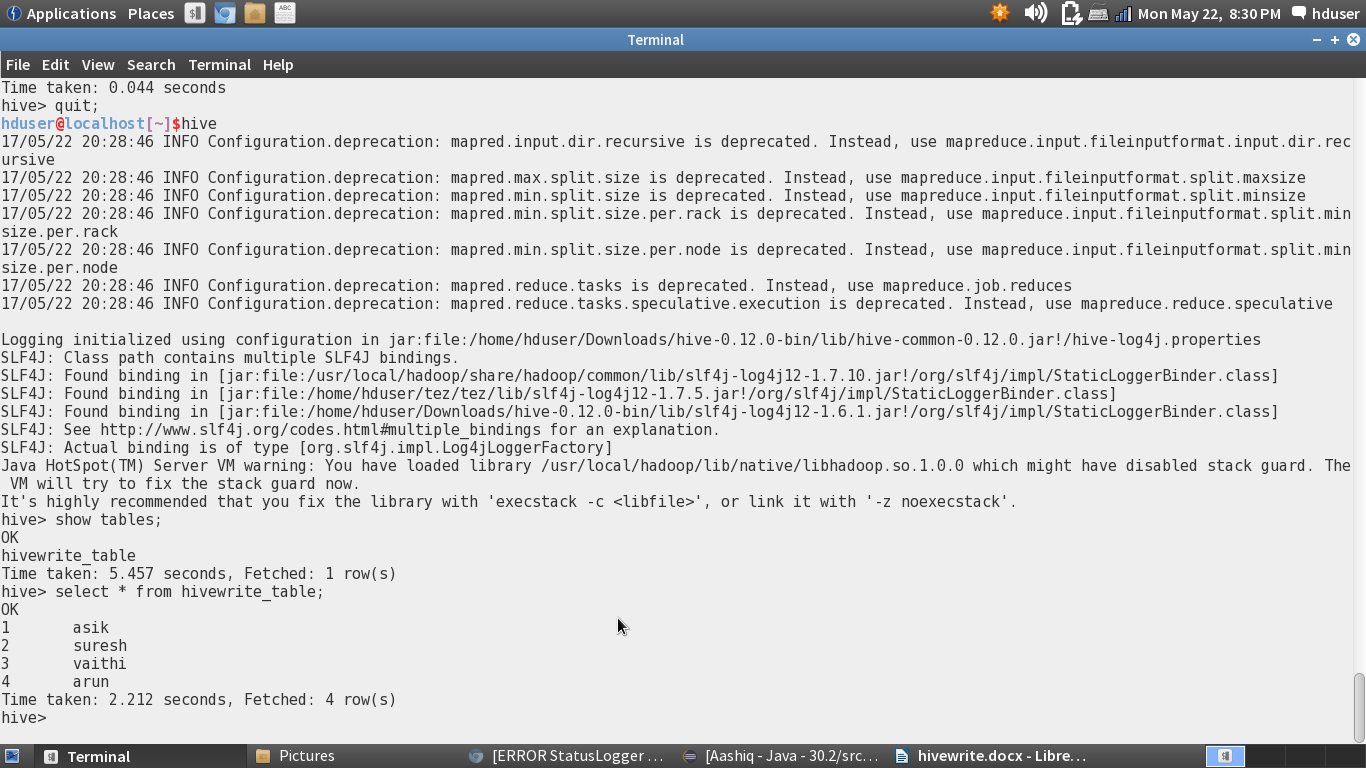 Applications Places Mon May 22, 8:30 PM hduser
Terminal
File Edit View Search Terminal Help
Time taken: 0.044 seconds
hive> quit;
hduser@localhost[~]$hive
17/05/22 20:28:46 INFO Configuration.deprecation: mapred.input.dir.recursive is deprecated. Instead, use mapreduce.input.fileinputformat.input.dir.rec
ursive
17/05/22 20:28:46 INFO Configuration.deprecation: mapred.max.split.size is deprecated. Instead, use mapreduce.input.fileinputformat.split.maxsize
17/05/22 20:28:46 INFO Configuration.deprecation: mapred.min.split.size is deprecated. Instead, use mapreduce.input.fileinputformat.split.minsize
17/05/22 20:28:46 INFO Configuration.deprecation: mapred.min.split.size.per.rack is deprecated. Instead, use mapreduce.input.fileinputformat.split.min
size.per.rack
17/05/22 20:28:46 INFO Configuration.deprecation: mapred.min.split.size.per.node is deprecated. Instead, use mapreduce.input.fileinputformat.split.min
size.per.node
17/05/22 20:28:46 INFO Configuration.deprecation: mapred.reduce.tasks is deprecated. Instead, use mapreduce.job.reduces
17/05/22 20:28:46 INFO Configuration.deprecation: mapred.reduce.tasks.speculative.execution is deprecated. Instead, use mapreduce.reduce.speculative
Logging initialized using configuration in jar:file:/home/hduser/Downloads/hive-0.12.0-bin/lib/hive-common-0.12.0.jar!/hive-log4j.properties
SLF4J: Class path contains multiple SLF4J bindings.
SLF4J: Found binding in [jar:file:/usr/local/hadoop/share/hadoop/common/lib/slf4j-log4j12-1.7.10.jar!/org/slf4j/impl/StaticLoggerBinder.class]
SLF4J: Found binding in [jar:file:/home/hduser/tez/tez/lib/slf4j-log4j12-1.7.5.jar!/org/slf4j/impl/StaticLoggerBinder.class]
SLF4J: Found binding in [jar:file:/home/hduser/Downloads/hive-0.12.0-bin/lib/slf4j-log4j12-1.6.1.jar!/org/slf4j/impl/StaticLoggerBinder.class]
SLF4J: See http://www.slf4j.org/codes.html#multiple_bindings for an explanation.
SLF4J: Actual binding is of type [org.slf4j.impl.Log4jLoggerFactory]
Java HotSpot(TM) Server VM warning: You have loaded library /usr/local/hadoop/lib/native/libhadoop.so.1.0.0 which might have disabled stack guard. The
VM will try to fix the stack guard now.
It's highly recommended that you fix the library with 'execstack -c <libfile>', or link it with '-z noexecstack'.
hive> show tables;
OK
hivewrite_table
Time taken: 5.457 seconds, Fetched: 1 row(s)
hive> select * from hivewrite_table;
OK
1 asik
2 suresh
3 vaithi
4 arun
Time taken: 2.212 seconds, Fetched: 4 row(s)
hive>
Terminal Pictures [ERROR StatusLogger ... [Aashiq - Java - 30.2/src... hivewrite.docx - Libre...